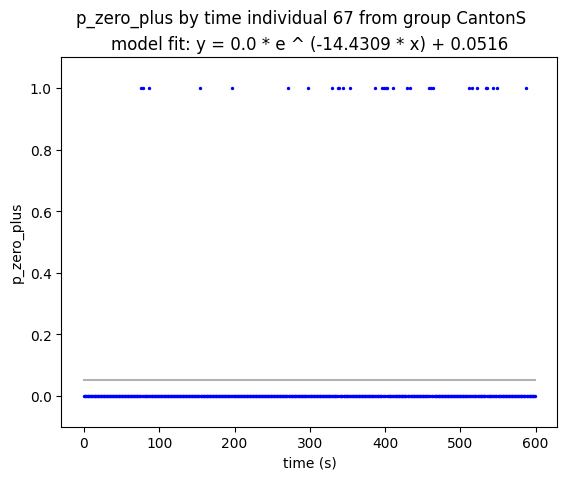 p_zero_plus by time individual 67 from group CantonS
model fit: y = 0.0 * e ^ (-14.4309 * x) + 0.0516
1.0
0.8
0.6
0.4
0.2
0.0
p_zero_plus
0 100 200 300 400 500 600
time (s)